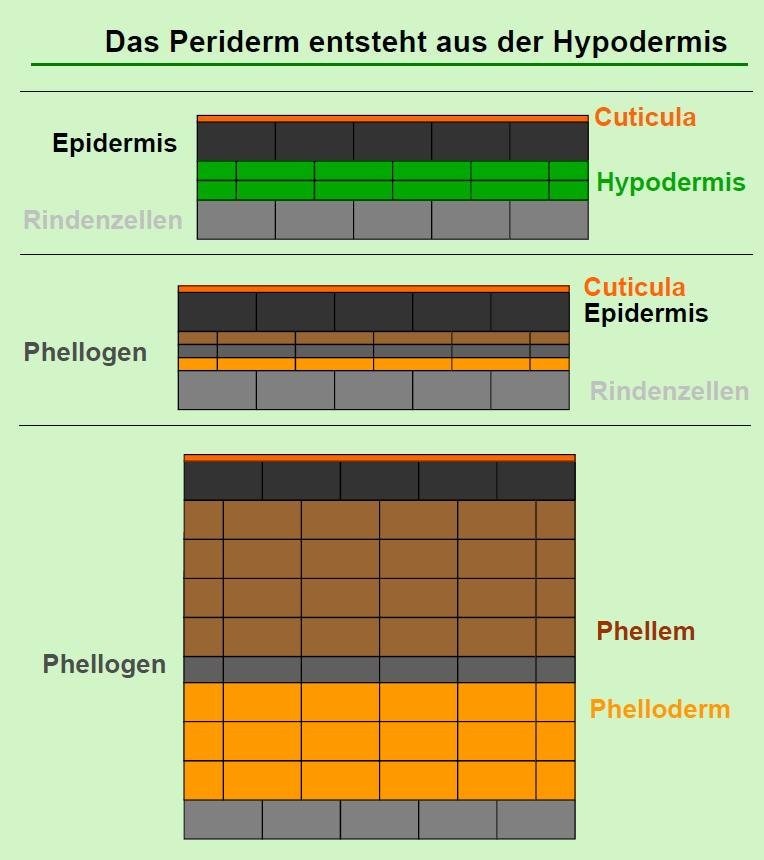 Das Periderm entsteht aus der Hypodermis
Cuticula
Epidermis
Hypodermis
Rindenzellen
Cuticula
Epidermis
Phellogen
Rindenzellen
Phellem
Phellogen
Phelloderm